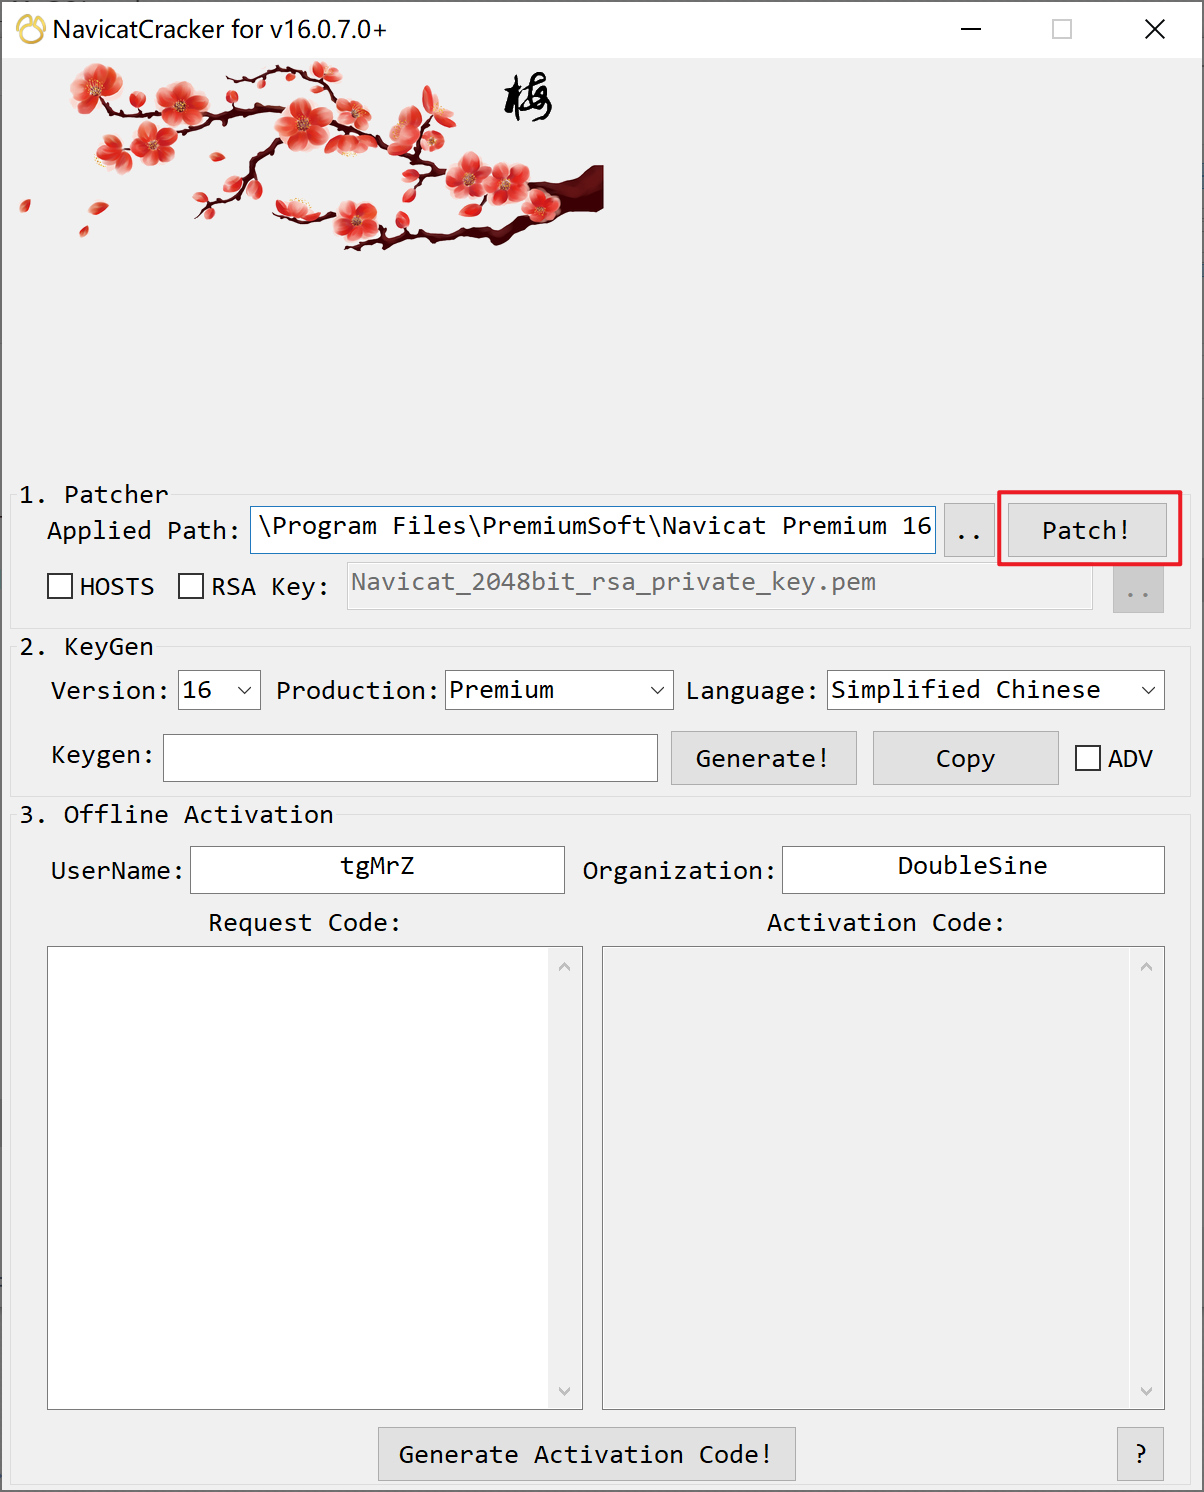 NavicatCracker for v16.0.7.0+
梅
1. Patcher
Applied Path: \Program Files\PremiumSoft\Navicat Premium 16 .. Patch!
HOSTS RSA Key: Navicat_2048bit_rsa_private_key.pem ..
2. KeyGen
Version: 16 Production: Premium Language: Simplified Chinese
Keygen: Generate! Copy ADV
3. Offline Activation
UserName: tgMrZ Organization: DoubleSine
Request Code: Activation Code:
Generate Activation Code! ?